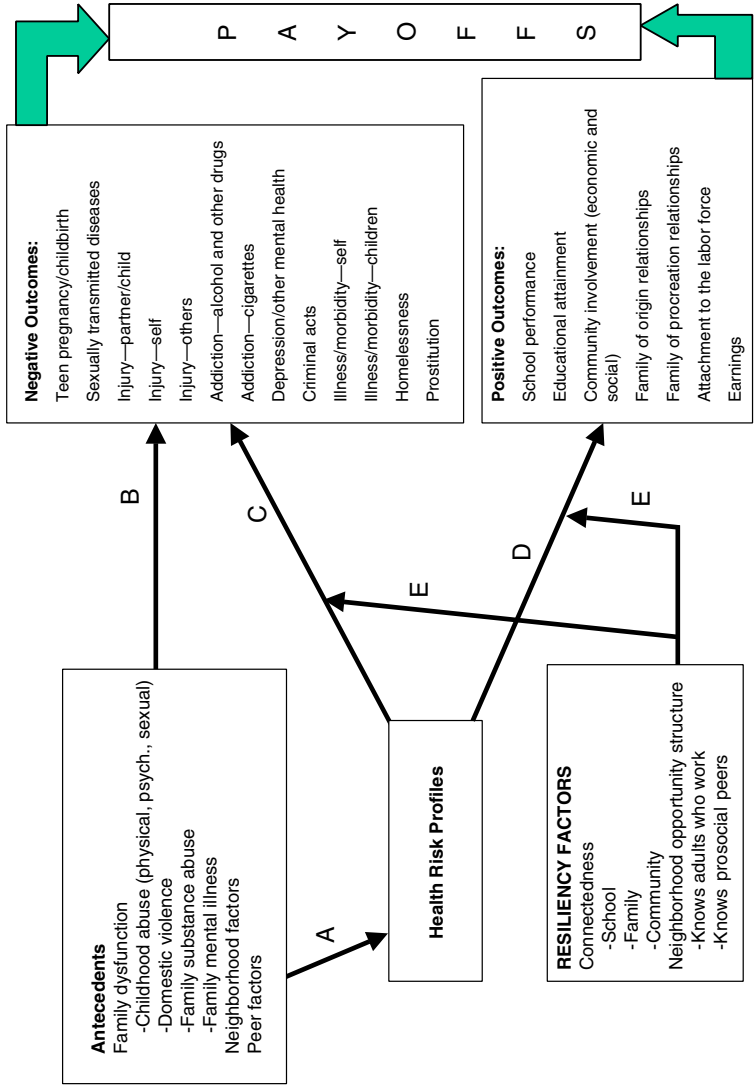 Antecedents
Family dysfunction
-Childhood abuse (physical, psych., sexual)
-Domestic violence
-Family substance abuse
-Family mental illness
Neighborhood factors
Peer factors
A
B
Health Risk Profiles
C
D
RESILIENCY FACTORS
Connectedness
-School
-Family
-Community
Neighborhood opportunity structure
-Knows adults who work
-Knows prosocial peers
E
E
Negative Outcomes:
Teen pregnancy/childbirth
Sexually transmitted diseases
Injury—partner/child
Injury—self
Injury—others
Addiction—alcohol and other drugs
Addiction—cigarettes
Depression/other mental health
Criminal acts
Illness/morbidity—self
Illness/morbidity—children
Homelessness
Prostitution
Positive Outcomes:
School performance
Educational attainment
Community involvement (economic and
social)
Family of origin relationships
Family of procreation relationships
Attachment to the labor force
Earnings
P
A
Y
O
F
F
S